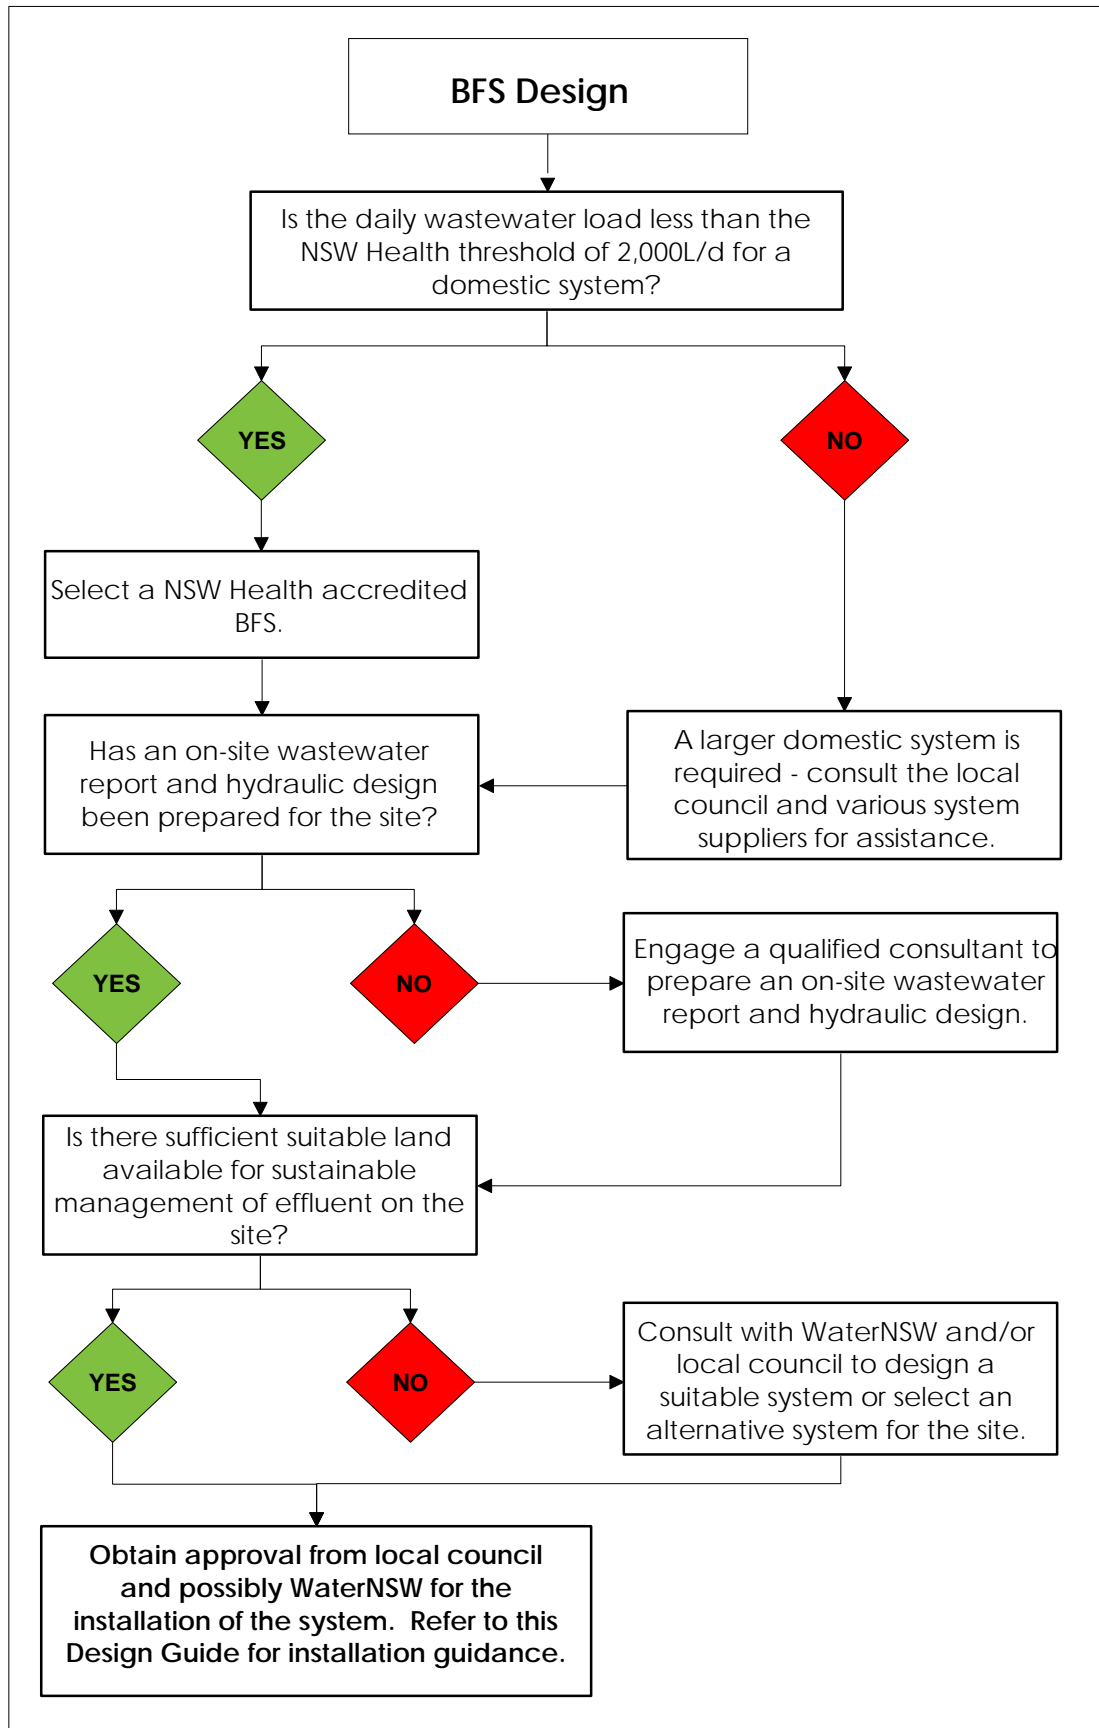 BFS Design
Is the daily wastewater load less than the
NSW Health threshold of 2,000L/d for a
domestic system?
YES
NO
Select a NSW Health accredited
BFS.
Has an on-site wastewater
report and hydraulic design
been prepared for the site?
A larger domestic system is
required - consult the local
council and various system
suppliers for assistance.
YES
NO
Engage a qualified consultant to
prepare an on-site wastewater
report and hydraulic design.
Is there sufficient suitable land
available for sustainable
management of effluent on the
site?
YES
NO
Consult with WaterNSW and/or
local council to design a
suitable system or select an
alternative system for the site.
Obtain approval from local council
and possibly WaterNSW for the
installation of the system.  Refer to this
Design Guide for installation guidance.